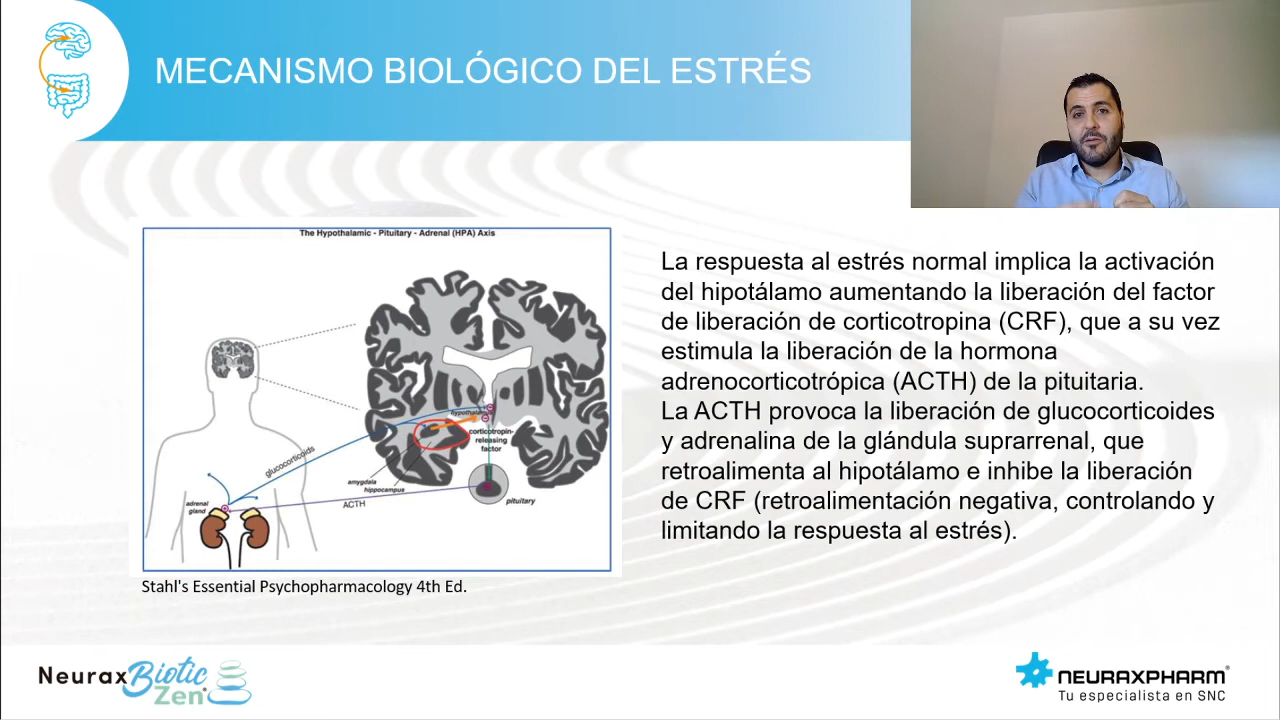 MECANISMO BIOLÓGICO DEL ESTRÉS
The Hypothalamic - Pituitary - Adrenal (HPA) Axis
hypothalamus
corticotropin-
releasing
factor
glucocorticoids
amygdala
hippocampus
pituitary
adrenal
gland
ACTH
Stahl's Essential Psychopharmacology 4th Ed.
La respuesta al estrés normal implica la activación
del hipotálamo aumentando la liberación del factor
de liberación de corticotropina (CRF), que a su vez
estimula la liberación de la hormona
adrenocorticotrópica (ACTH) de la pituitaria.
La ACTH provoca la liberación de glucocorticoides
y adrenalina de la glándula suprarrenal, que
retroalimenta al hipotálamo e inhibe la liberación
de CRF (retroalimentación negativa, controlando y
limitando la respuesta al estrés).
NeuraxBiotic
Zen®
NEURAXPHARM®
Tu especialista en SNC